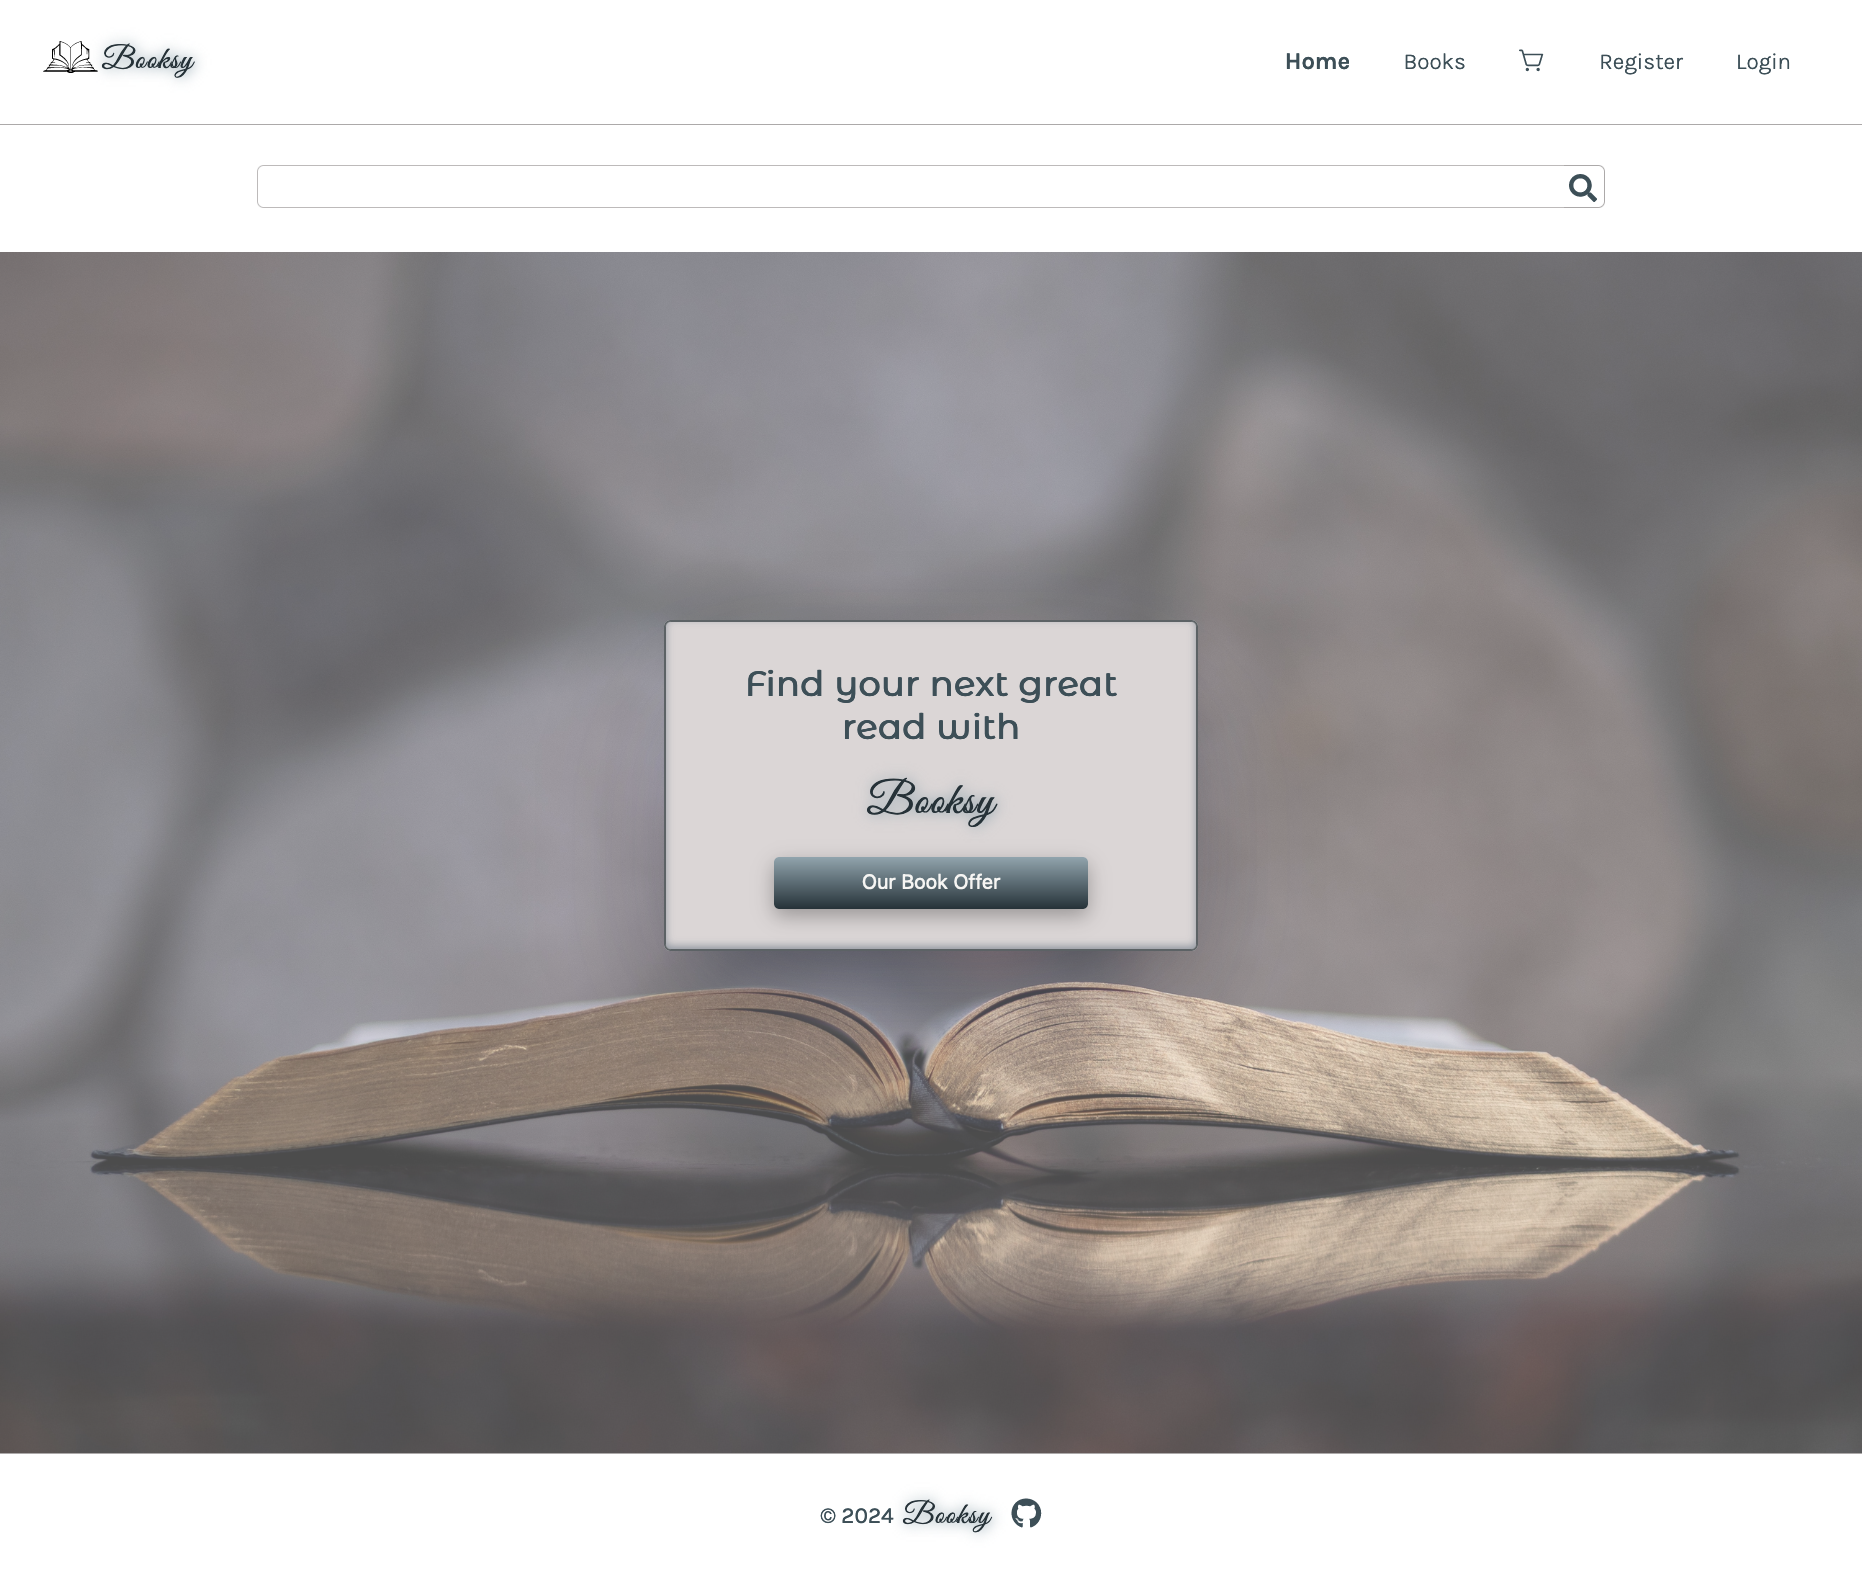 Booksy
Home
Books
Register
Login
Find your next great
read with
Booksy
Our Book Offer
© 2024 Booksy